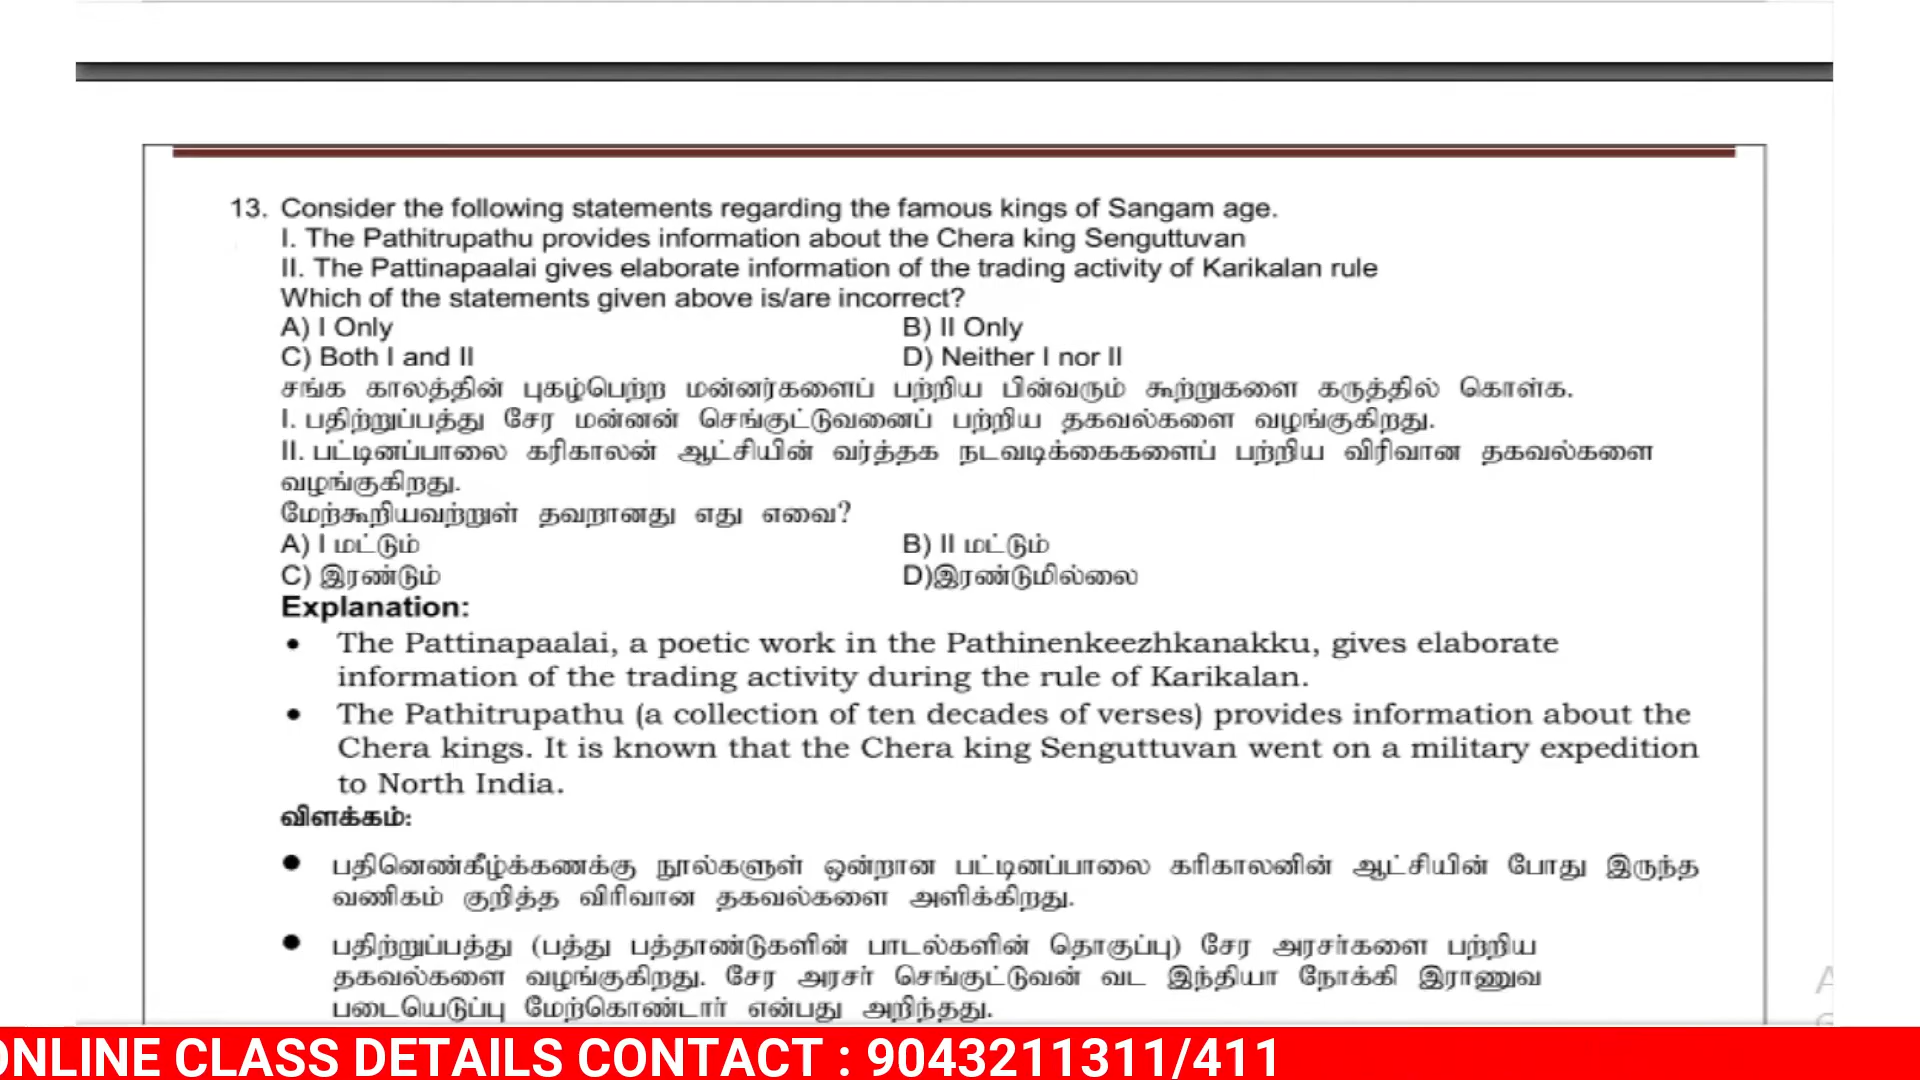 13. Consider the following statements regarding the famous kings of Sangam age.
I. The Pathitrupathu provides information about the Chera king Senguttuvan
II. The Pattinapaalai gives elaborate information of the trading activity of Karikalan rule
Which of the statements given above is/are incorrect?
A) I Only B) II Only
C) Both I and II D) Neither I nor II
சங்க காலத்தின் புகழ்பெற்ற மன்னர்களைப் பற்றிய பின்வரும் கூற்றுகளை கருத்தில் கொள்க.
I. பதிற்றுப்பத்து சேர மன்னன் செங்குட்டுவனைப் பற்றிய தகவல்களை வழங்குகிறது.
II. பட்டினப்பாலை கரிகாலன் ஆட்சியின் வர்த்தக நடவடிக்கைகளைப் பற்றிய விரிவான தகவல்களை
வழங்குகிறது.
மேற்கூறியவற்றுள் தவறானது எது எவை?
A) I மட்டும் B) II மட்டும்
C) இரண்டும் D)இரண்டுமில்லை
Explanation:
• The Pattinapaalai, a poetic work in the Pathinenkeezhkanakku, gives elaborate
information of the trading activity during the rule of Karikalan.
• The Pathitrupathu (a collection of ten decades of verses) provides information about the
Chera kings. It is known that the Chera king Senguttuvan went on a military expedition
to North India.
விளக்கம்:
• பதினெண்கீழ்க்கணக்கு நூல்களுள் ஒன்றான பட்டினப்பாலை கரிகாலனின் ஆட்சியின் போது இருந்த
வணிகம் குறித்த விரிவான தகவல்களை அளிக்கிறது.
• பதிற்றுப்பத்து (பத்து பத்தாண்டுகளின் பாடல்களின் தொகுப்பு) சேர அரசர்களை பற்றிய
தகவல்களை வழங்குகிறது. சேர அரசர் செங்குட்டுவன் வட இந்தியா நோக்கி இராணுவ
படையெடுப்பு மேற்கொண்டார் என்பது அறிந்தது.
ONLINE CLASS DETAILS CONTACT : 9043211311/411